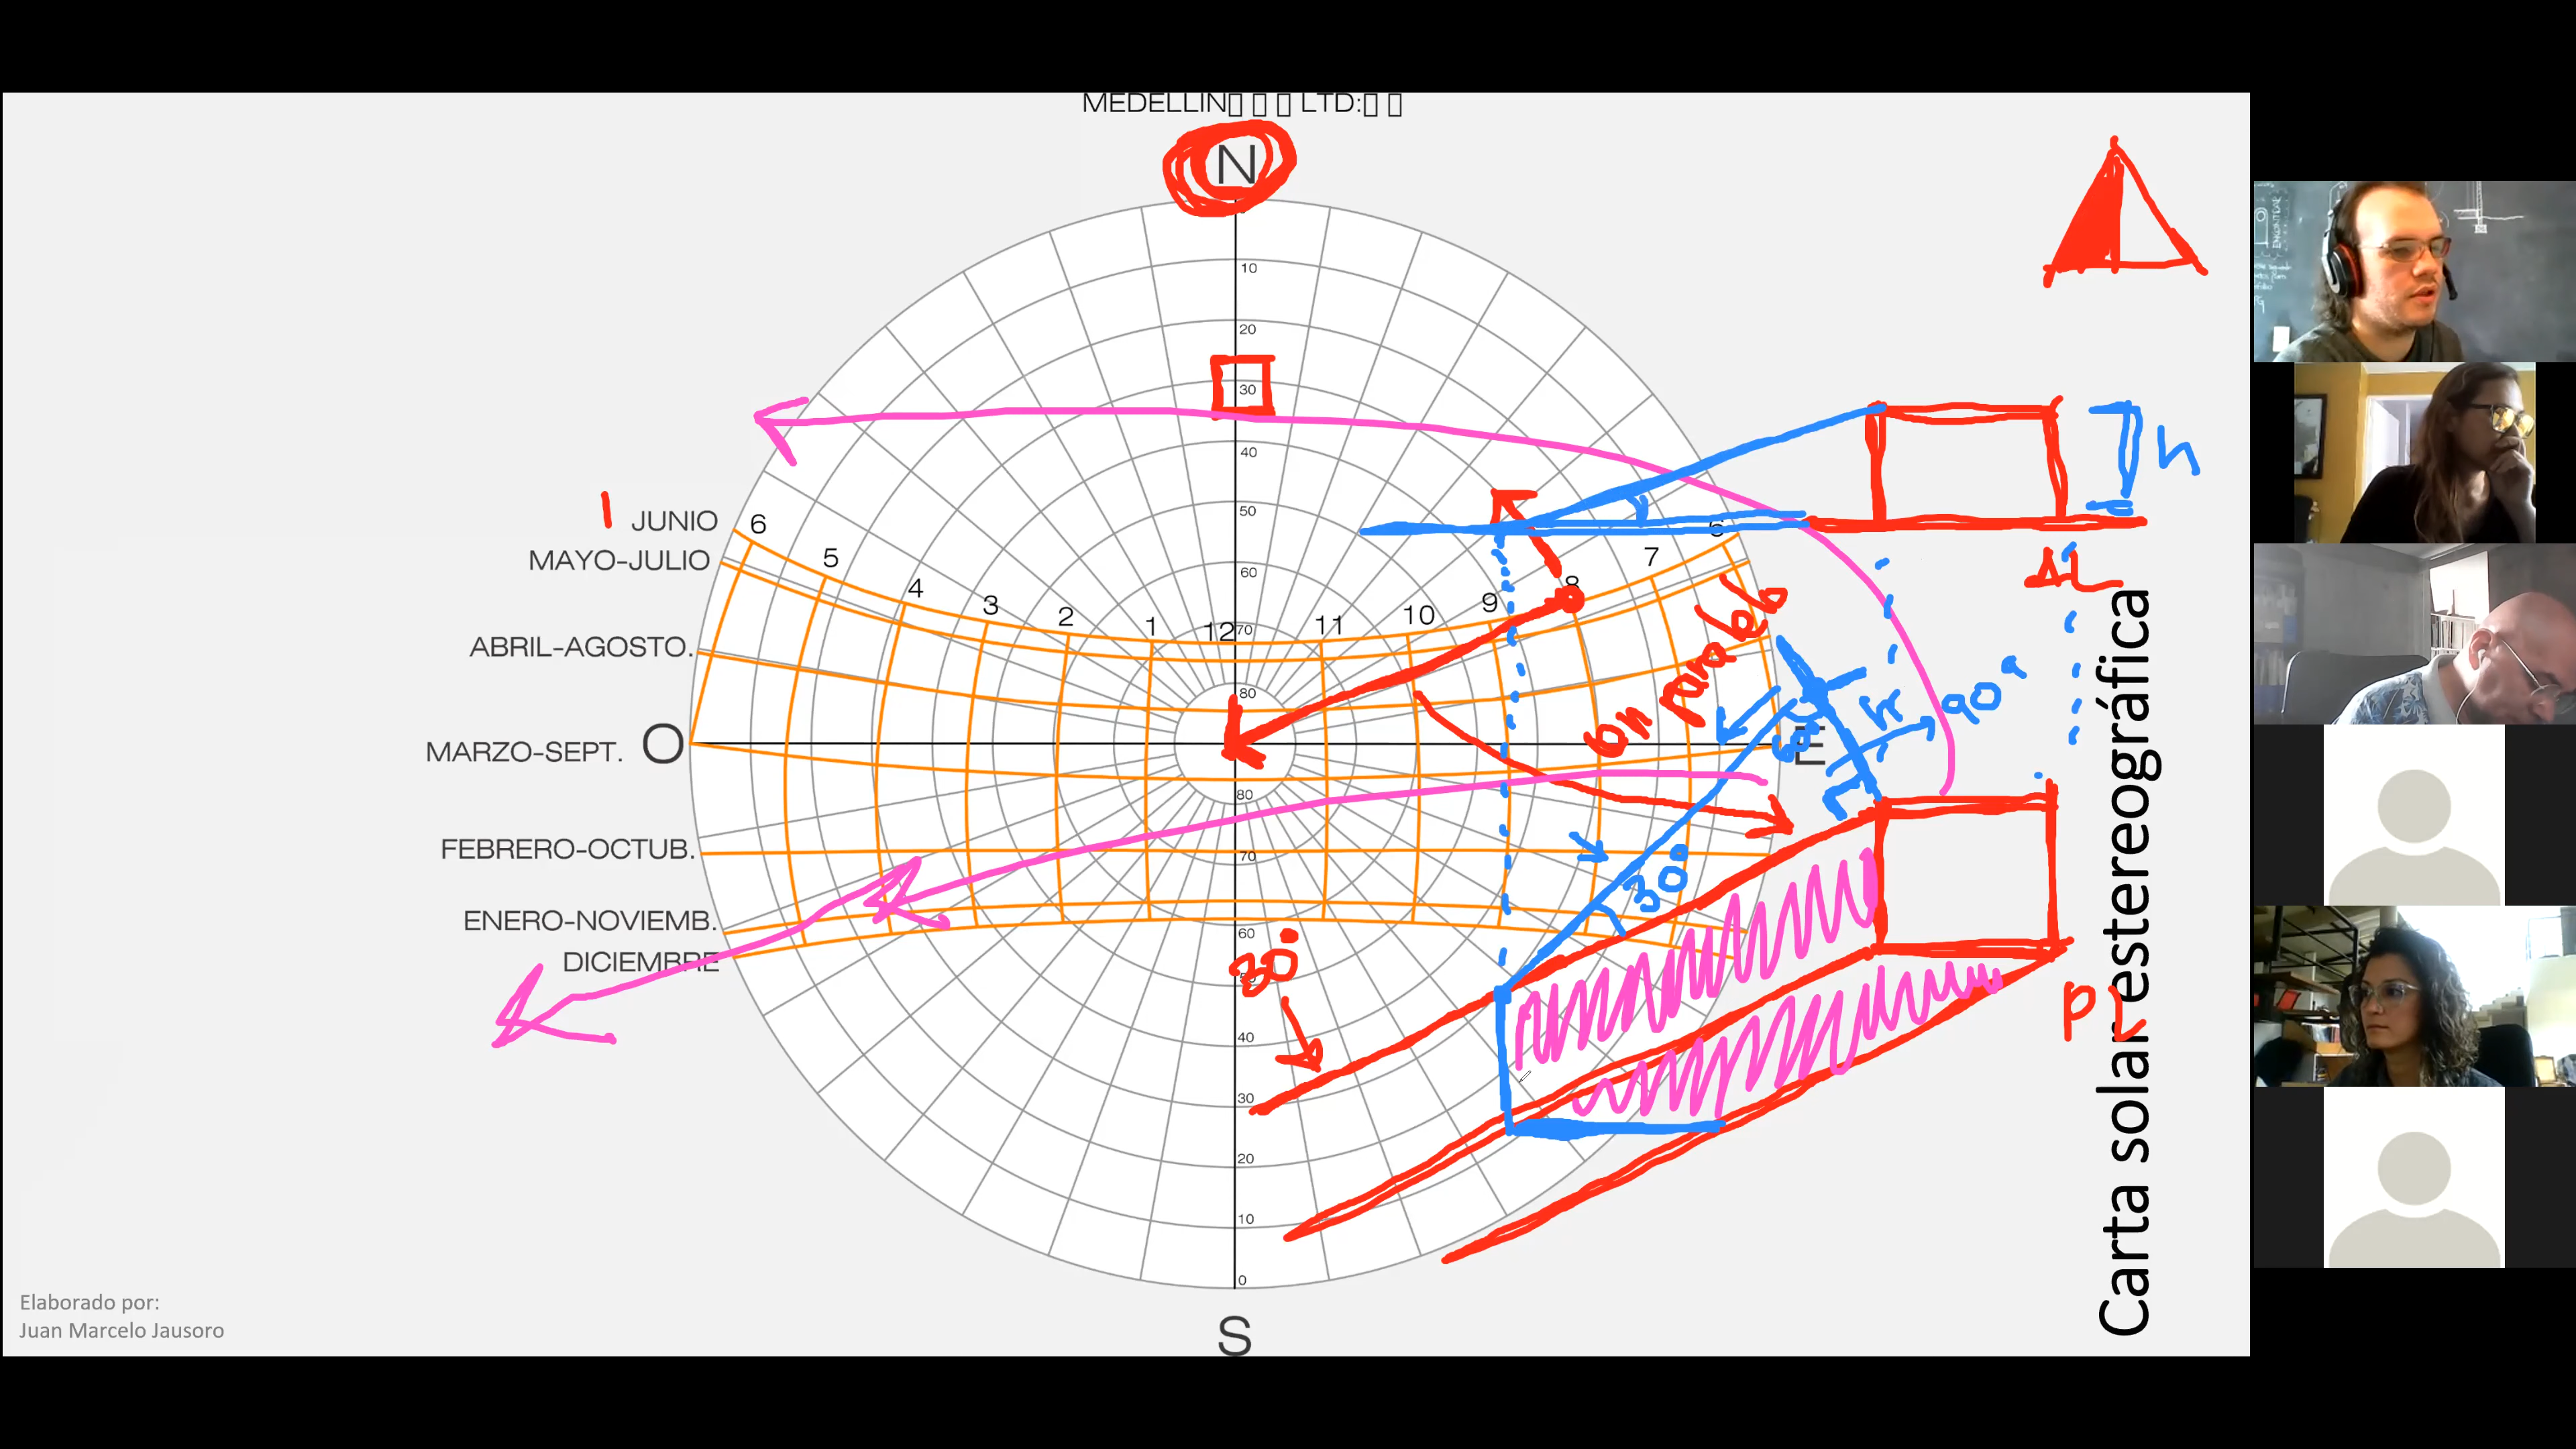 MEDELLIN▯ ▯ ▯ LTD:▯ ▯
N
10
20
30
40
50
60
70
80
80
70
60
40
30
20
10
0
I JUNIO
MAYO-JULIO
ABRIL-AGOSTO.
MARZO-SEPT. O
FEBRERO-OCTUB.
ENERO-NOVIEMB.
DICIEMBRE
6
5
4
3
2
1
12
11
10
9
8
7
6
E
S
h
h
90°
30°
30°
Carta solar estereográfica
Elaborado por:
Juan Marcelo Jausoro